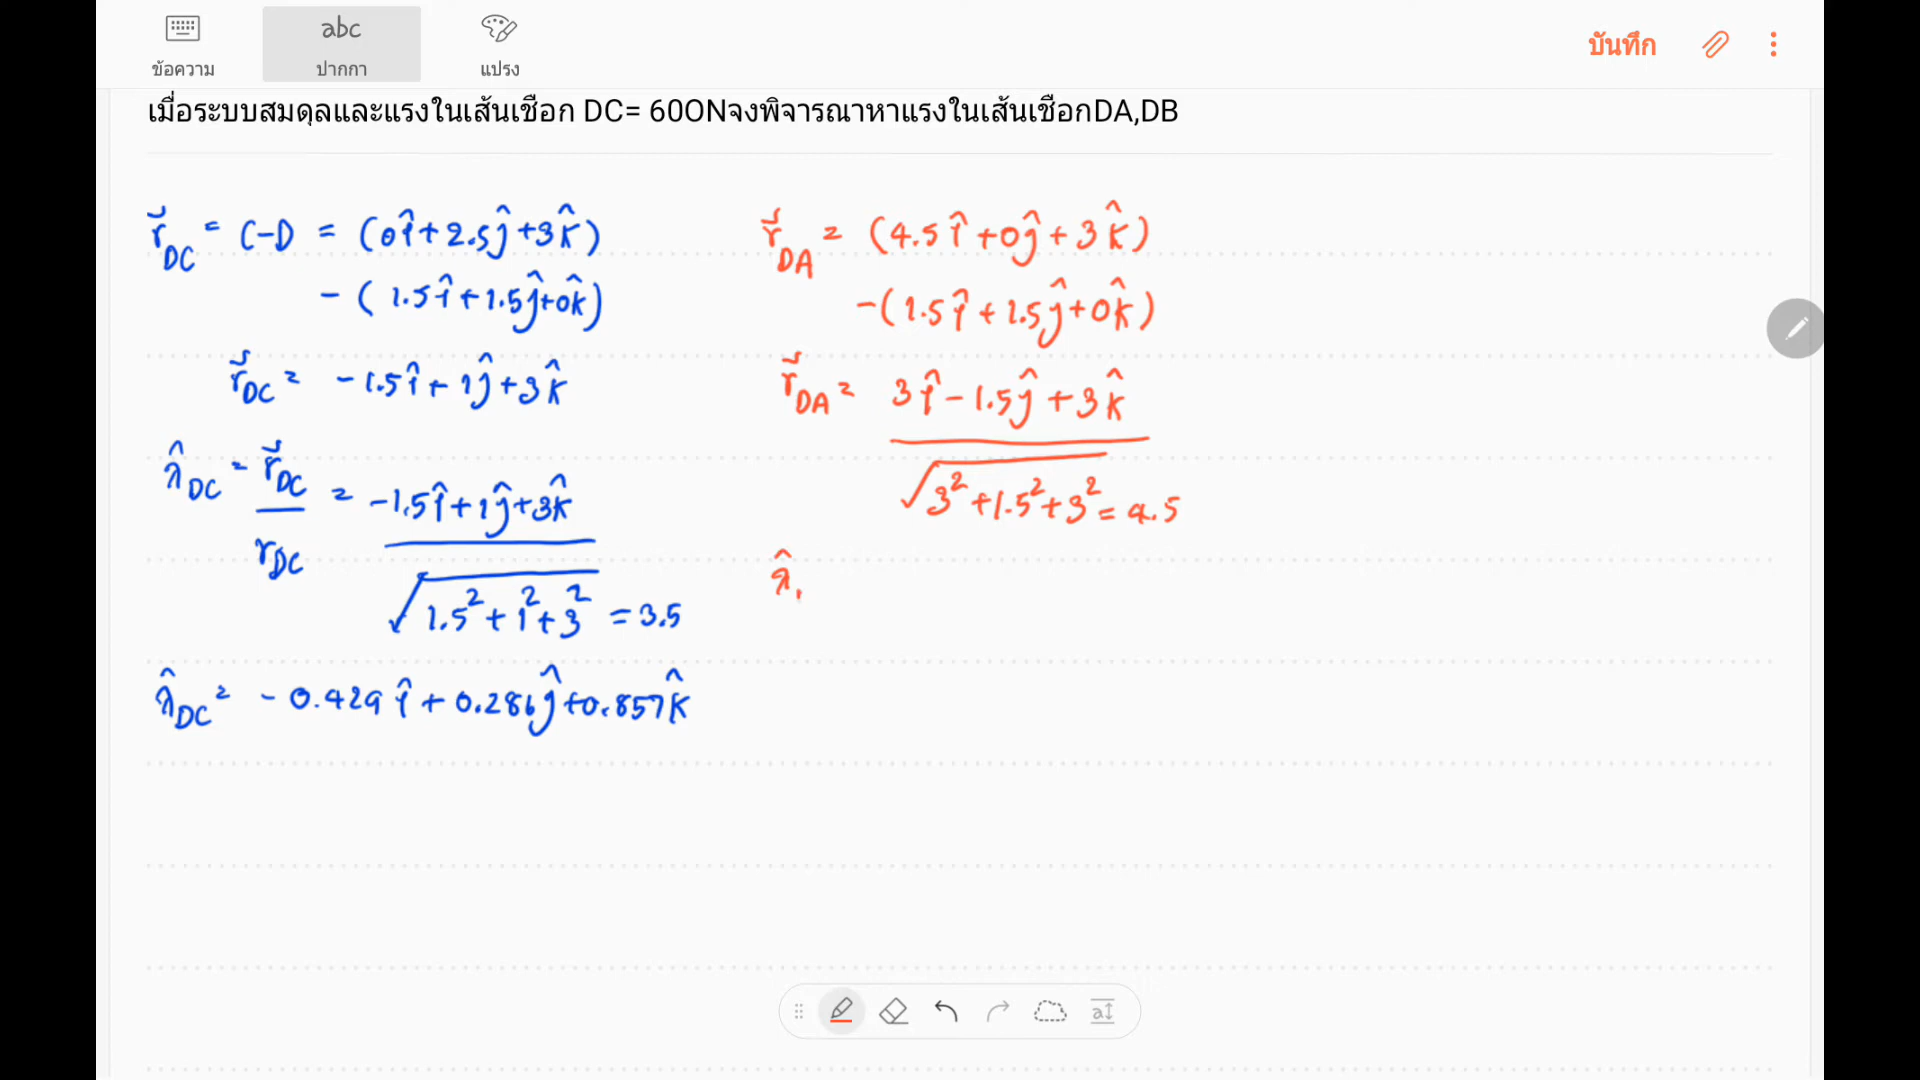 ข้อความ
abc
ปากกา
แปรง
บันทึก
เมื่อระบบสมดุลและแรงในเส้นเชือก DC= 60ONจงพิจารณาหาแรงในเส้นเชือกDA,DB
r⃗DC = C-D = (0î+2.5ĵ+3k̂)
- (1.5î+1.5ĵ+0k̂)
r⃗DC = -1.5î+1ĵ+3k̂
λ̂DC = r⃗DC/rDC = -1.5î+1ĵ+3k̂
√1.5²+1²+3² = 3.5
λ̂DC = -0.429î+0.286ĵ+0.857k̂
r⃗DA = (4.5î+0ĵ+3k̂)
-(1.5î+1.5ĵ+0k̂)
r⃗DA = 3î-1.5ĵ+3k̂
√3²+1.5²+3² = 4.5
λ̂